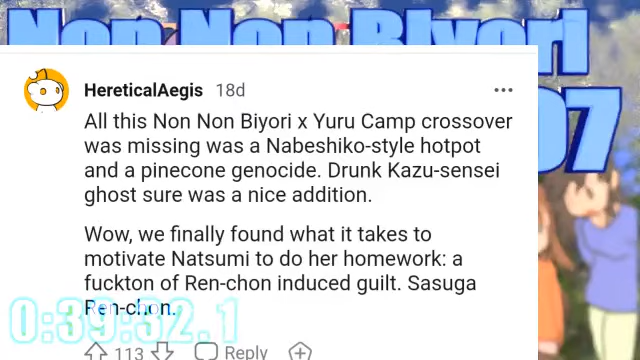 Non Non Biyori
07
HereticalAegis 18d
All this Non Non Biyori x Yuru Camp crossover
was missing was a Nabeshiko-style hotpot
and a pinecone genocide. Drunk Kazu-sensei
ghost sure was a nice addition.
Wow, we finally found what it takes to
motivate Natsumi to do her homework: a
fuckton of Ren-chon induced guilt. Sasuga
Ren-chon.
0:39:32.1
113 Reply